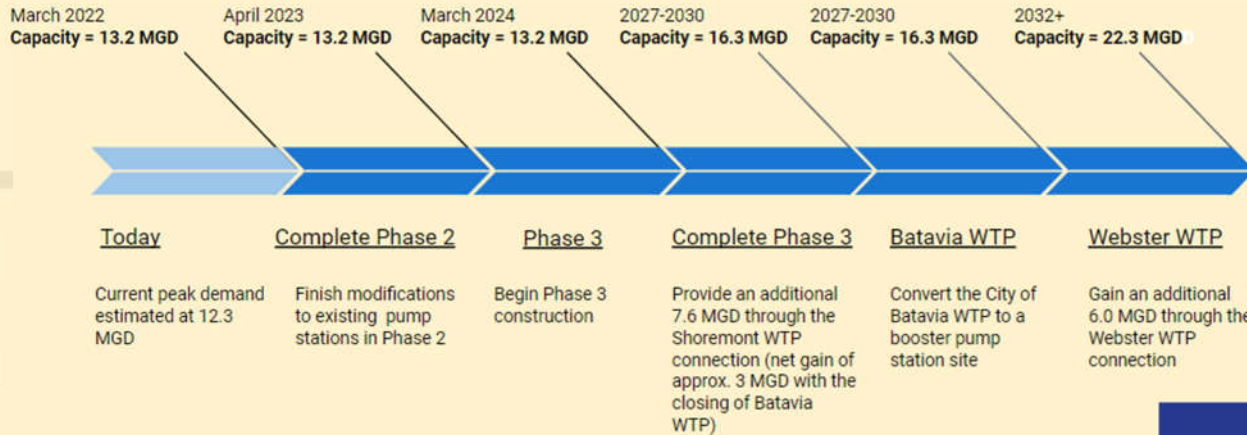 March 2022
Capacity = 13.2 MGD
April 2023
Capacity = 13.2 MGD
March 2024
Capacity = 13.2 MGD
2027-2030
Capacity = 16.3 MGD
2027-2030
Capacity = 16.3 MGD
2032+
Capacity = 22.3 MGD
Today
Current peak demand
estimated at 12.3
MGD
Complete Phase 2
Finish modifications
to existing pump
stations in Phase 2
Phase 3
Begin Phase 3
construction
Complete Phase 3
Provide an additional
7.6 MGD through the
Shoremont WTP
connection (net gain of
approx. 3 MGD with the
closing of Batavia
WTP)
Batavia WTP
Convert the City of
Batavia WTP to a
booster pump
station site
Webster WTP
Gain an additional
6.0 MGD through the
Webster WTP
connection